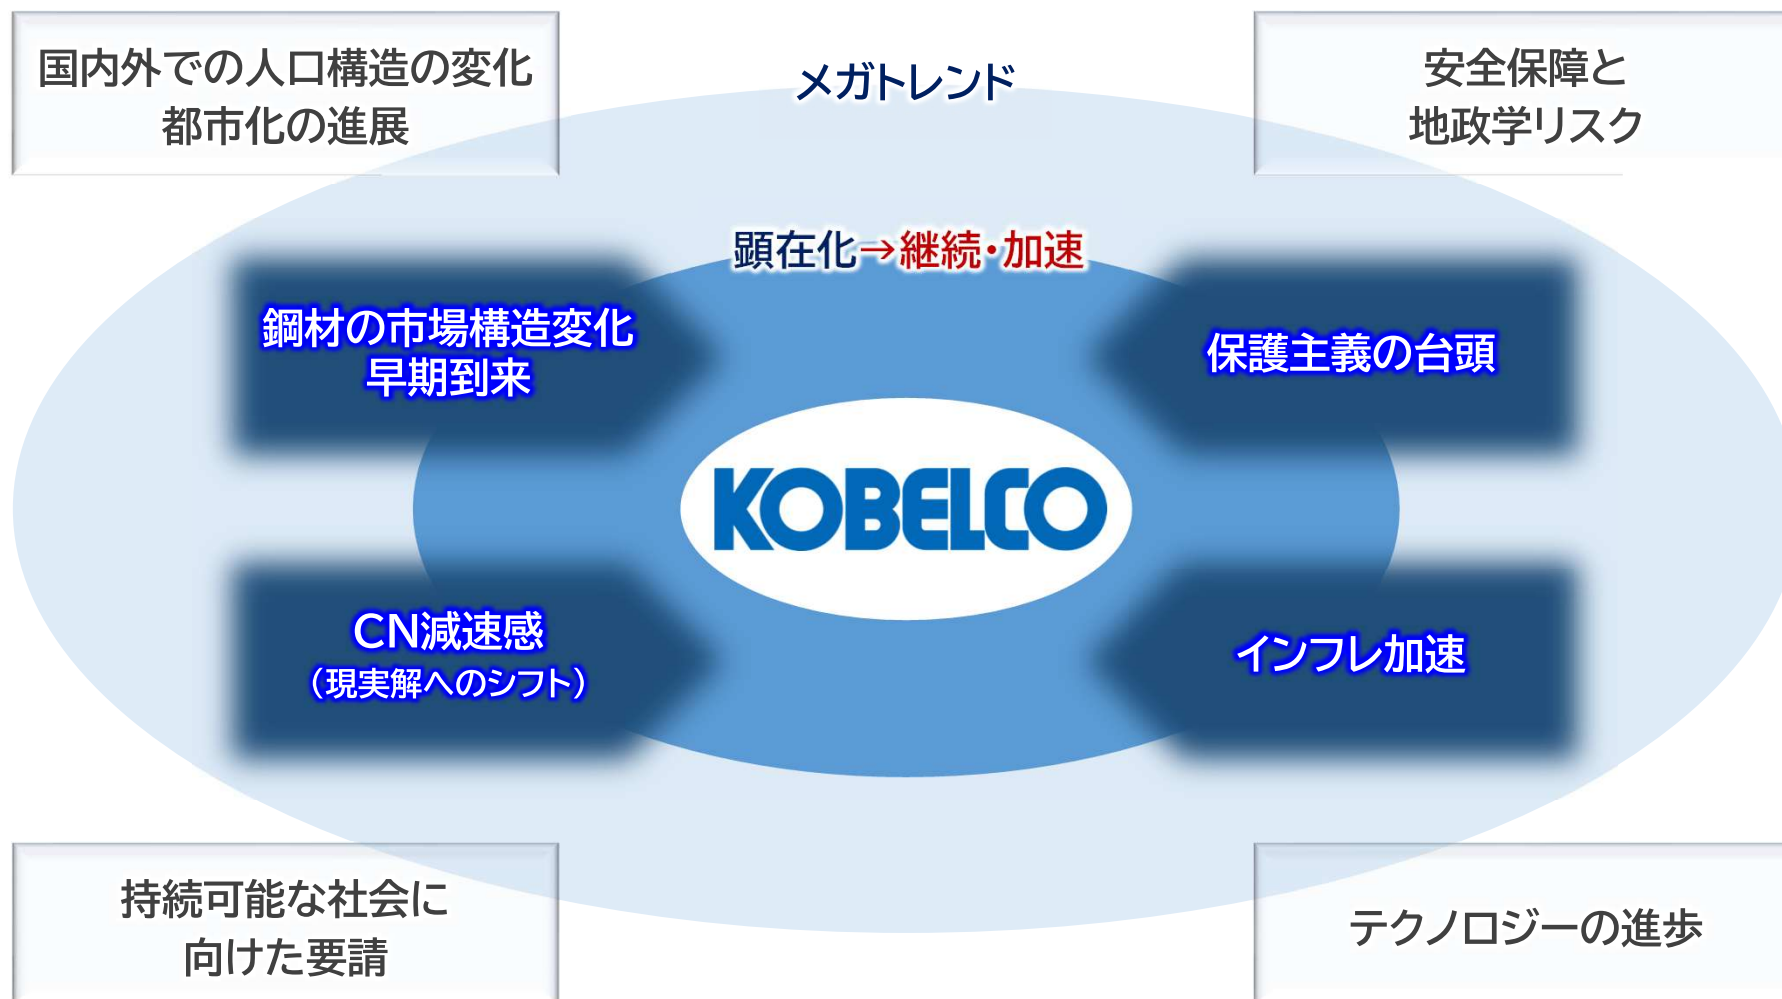 国内外での人口構造の変化
都市化の進展
メガトレンド
安全保障と
地政学リスク
顕在化→継続・加速
鋼材の市場構造変化
早期到来
保護主義の台頭
KOBELCO
CN減速感
（現実解へのシフト）
インフレ加速
持続可能な社会に
向けた要請
テクノロジーの進歩